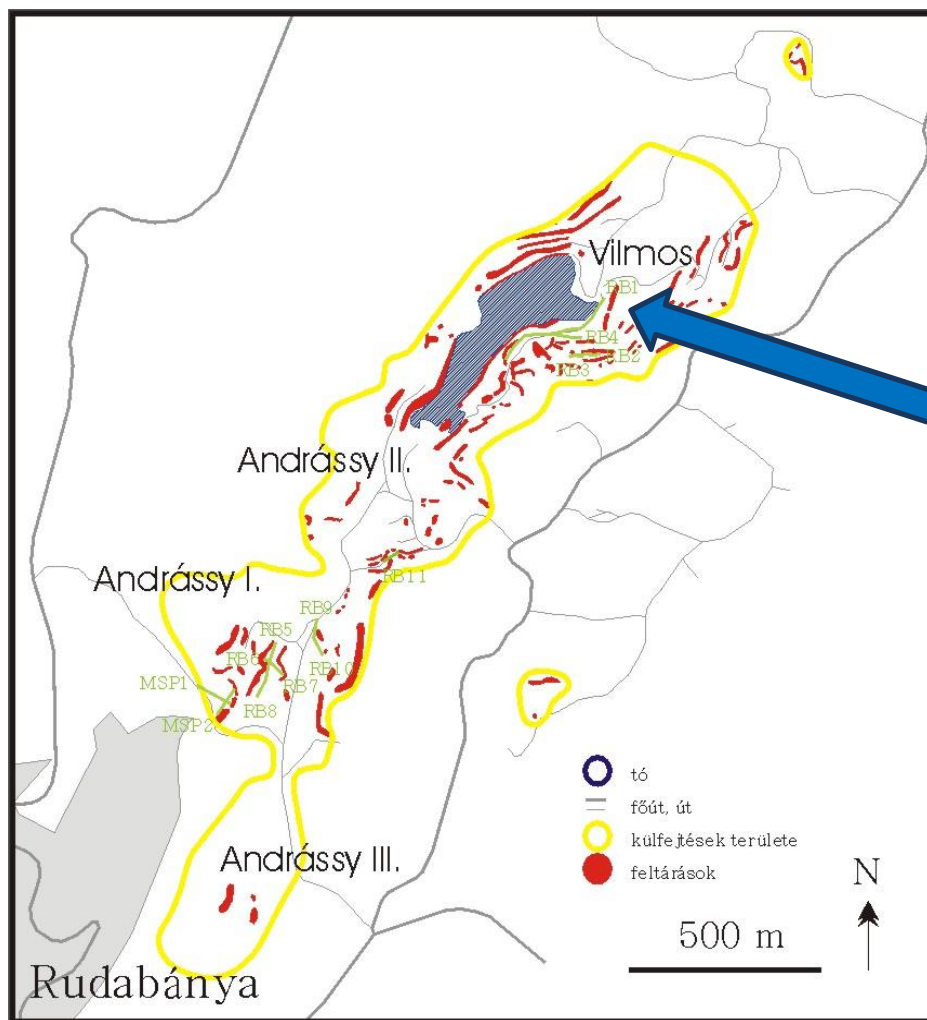 Vilmos
RB1
RB4
RB2
RB3
Andrássy II.
RB11
Andrássy I.
RB9
RB5
RB6
RB10
RB7
MSP1
RB8
MSP2
tó
főút, út
külfejtések területe
feltárások
Andrássy III.
N
500 m
Rudabánya